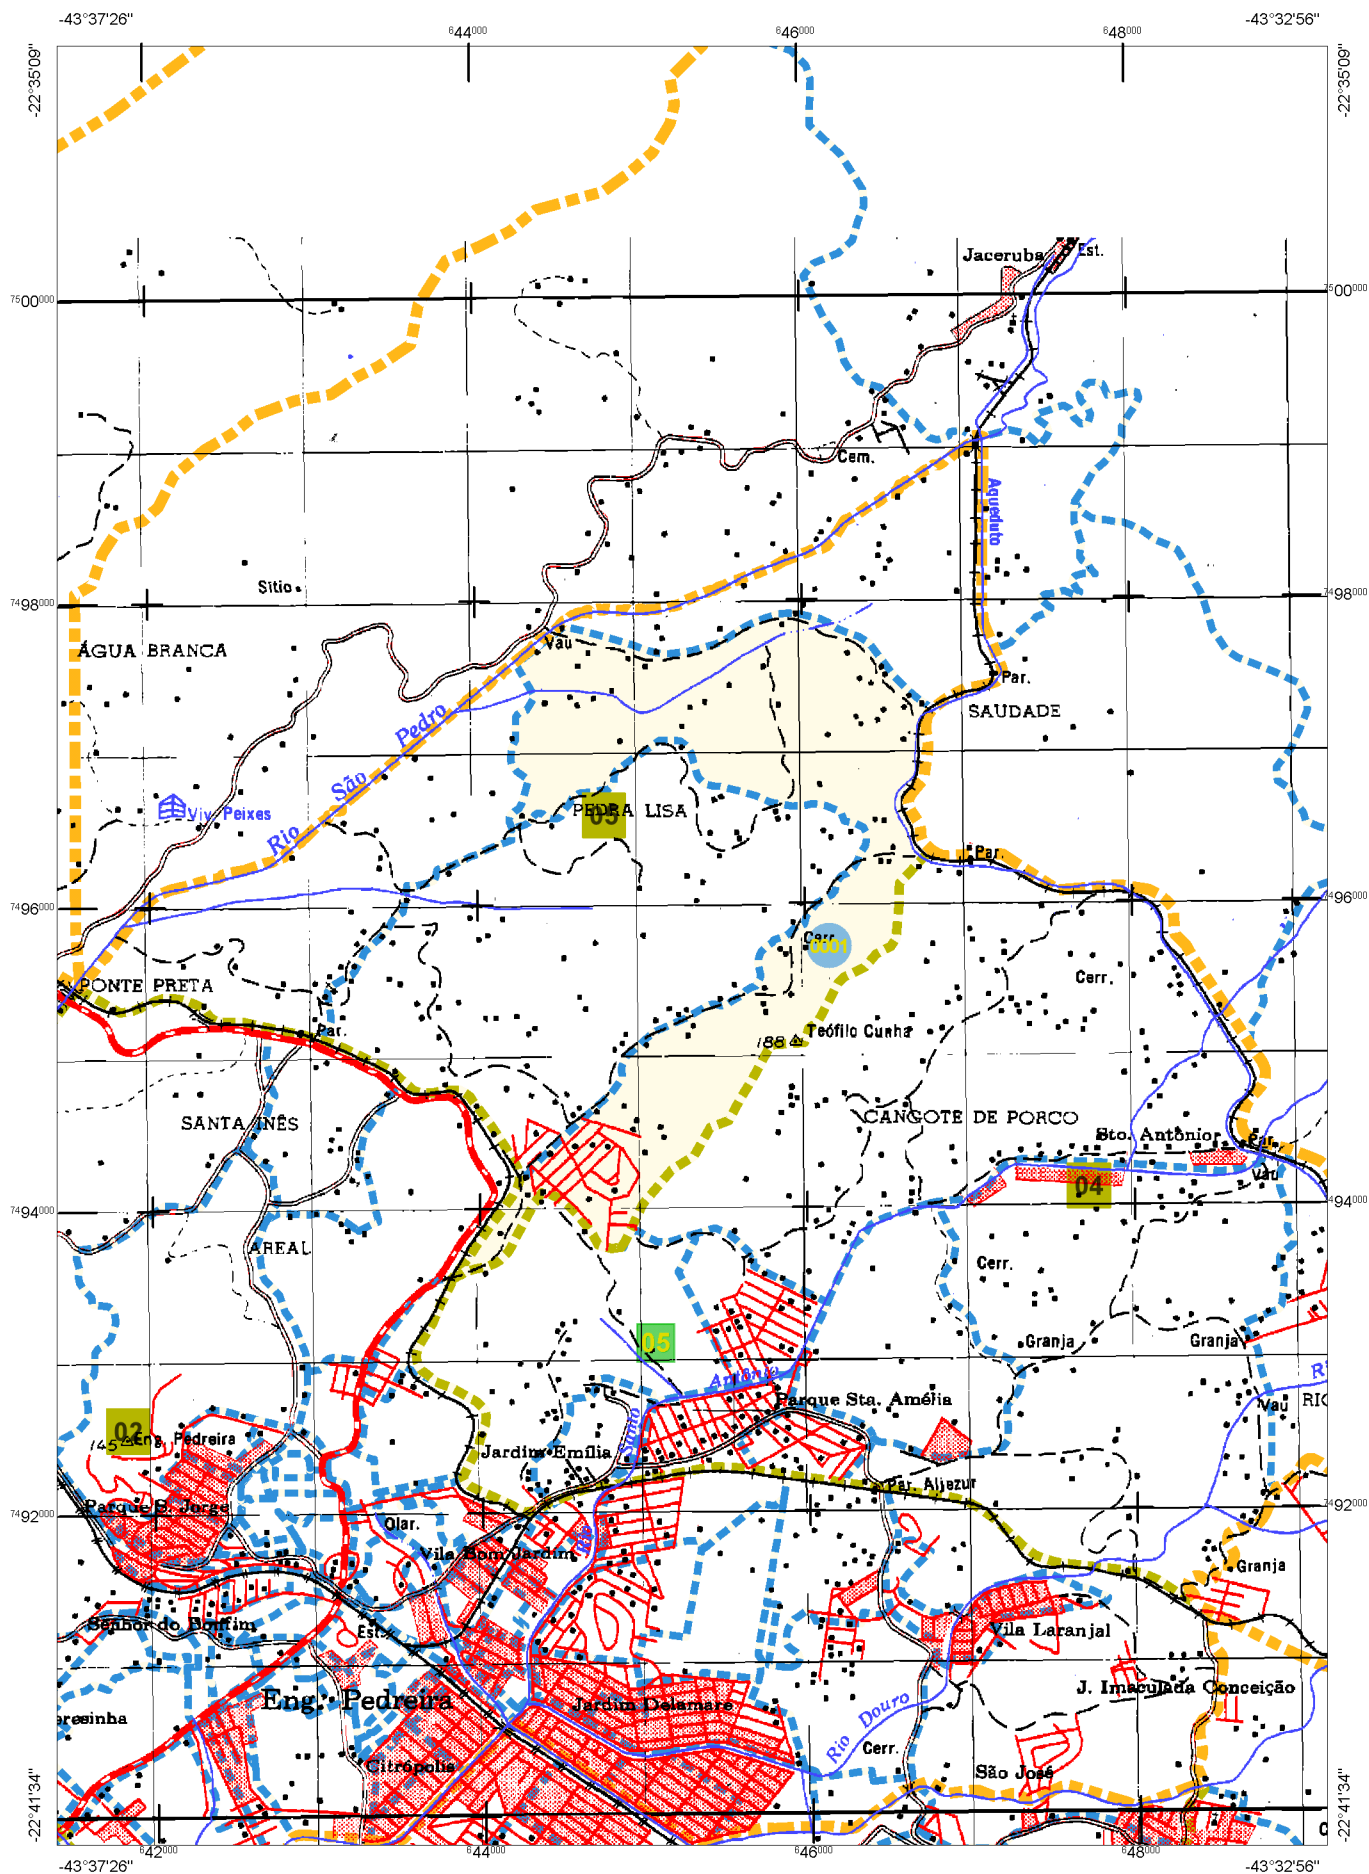 -43°37'26"
-43°32'56"
⁶44⁰⁰⁰
⁶46⁰⁰⁰
⁶48⁰⁰⁰
-22°35'09"
-22°35'09"
Jaceruba
Est.
⁷⁵00⁰⁰⁰
⁷⁵00⁰⁰⁰
Cem.
Aqueduto
Sítio
⁷⁴98⁰⁰⁰
⁷⁴98⁰⁰⁰
ÁGUA BRANCA
Vau
Par.
SAUDADE
Rio São Pedro
Viv. Peixes
PEDRA LISA
03
Par.
⁷⁴96⁰⁰⁰
⁷⁴96⁰⁰⁰
Cerr.
0001
PONTE PRETA
Cerr.
Par.
Teófilo Cunha
188
SANTA INÊS
CANGOTE DE PORCO
Sto. Antônio
Par.
Vau
04
⁷⁴94⁰⁰⁰
⁷⁴94⁰⁰⁰
AREAL
Cerr.
05
Granja
Granja
Antônio
Santo
Parque Sta. Amélia
Vau
02
145
Eng. Pedreira
Jardim Emília
Par. Aljezur
Parque S. Jorge
⁷⁴92⁰⁰⁰
⁷⁴92⁰⁰⁰
Olar.
Vila Bom Jardim
Granja
Senhor do Bonfim
Est.
Vila Laranjal
Eng. Pedreira
Jardim Delamare
J. Imaculada Conceição
Rio Douro
Cerr.
Citrópolis
São José
-22°41'34"
-22°41'34"
⁶42⁰⁰⁰
⁶44⁰⁰⁰
⁶46⁰⁰⁰
⁶48⁰⁰⁰
-43°37'26"
-43°32'56"